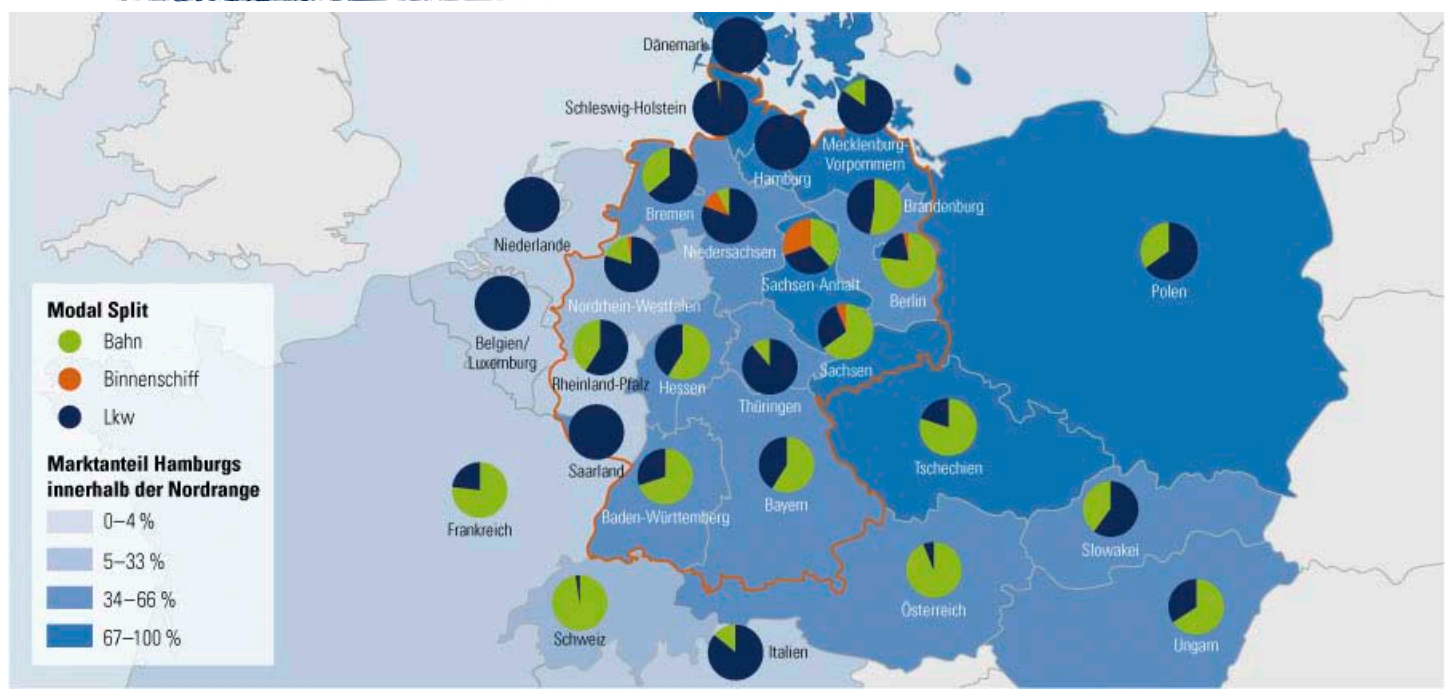 Dänemark
Schleswig-Holstein
Mecklenburg-
Vorpommern
Hamburg
Bremen
Brandenburg
Niederlande
Niedersachsen
Sachsen-Anhalt
Berlin
Polen
Nordrhein-Westfalen
Belgien/
Luxemburg
Rheinland-Pfalz
Hessen
Thüringen
Sachsen
Saarland
Tschechien
Frankreich
Baden-Württemberg
Bayern
Slowakei
Österreich
Schweiz
Italien
Ungarn
Modal Split
Bahn
Binnenschiff
Lkw
Marktanteil Hamburgs
innerhalb der Nordrange
0–4 %
5–33 %
34–66 %
67–100 %